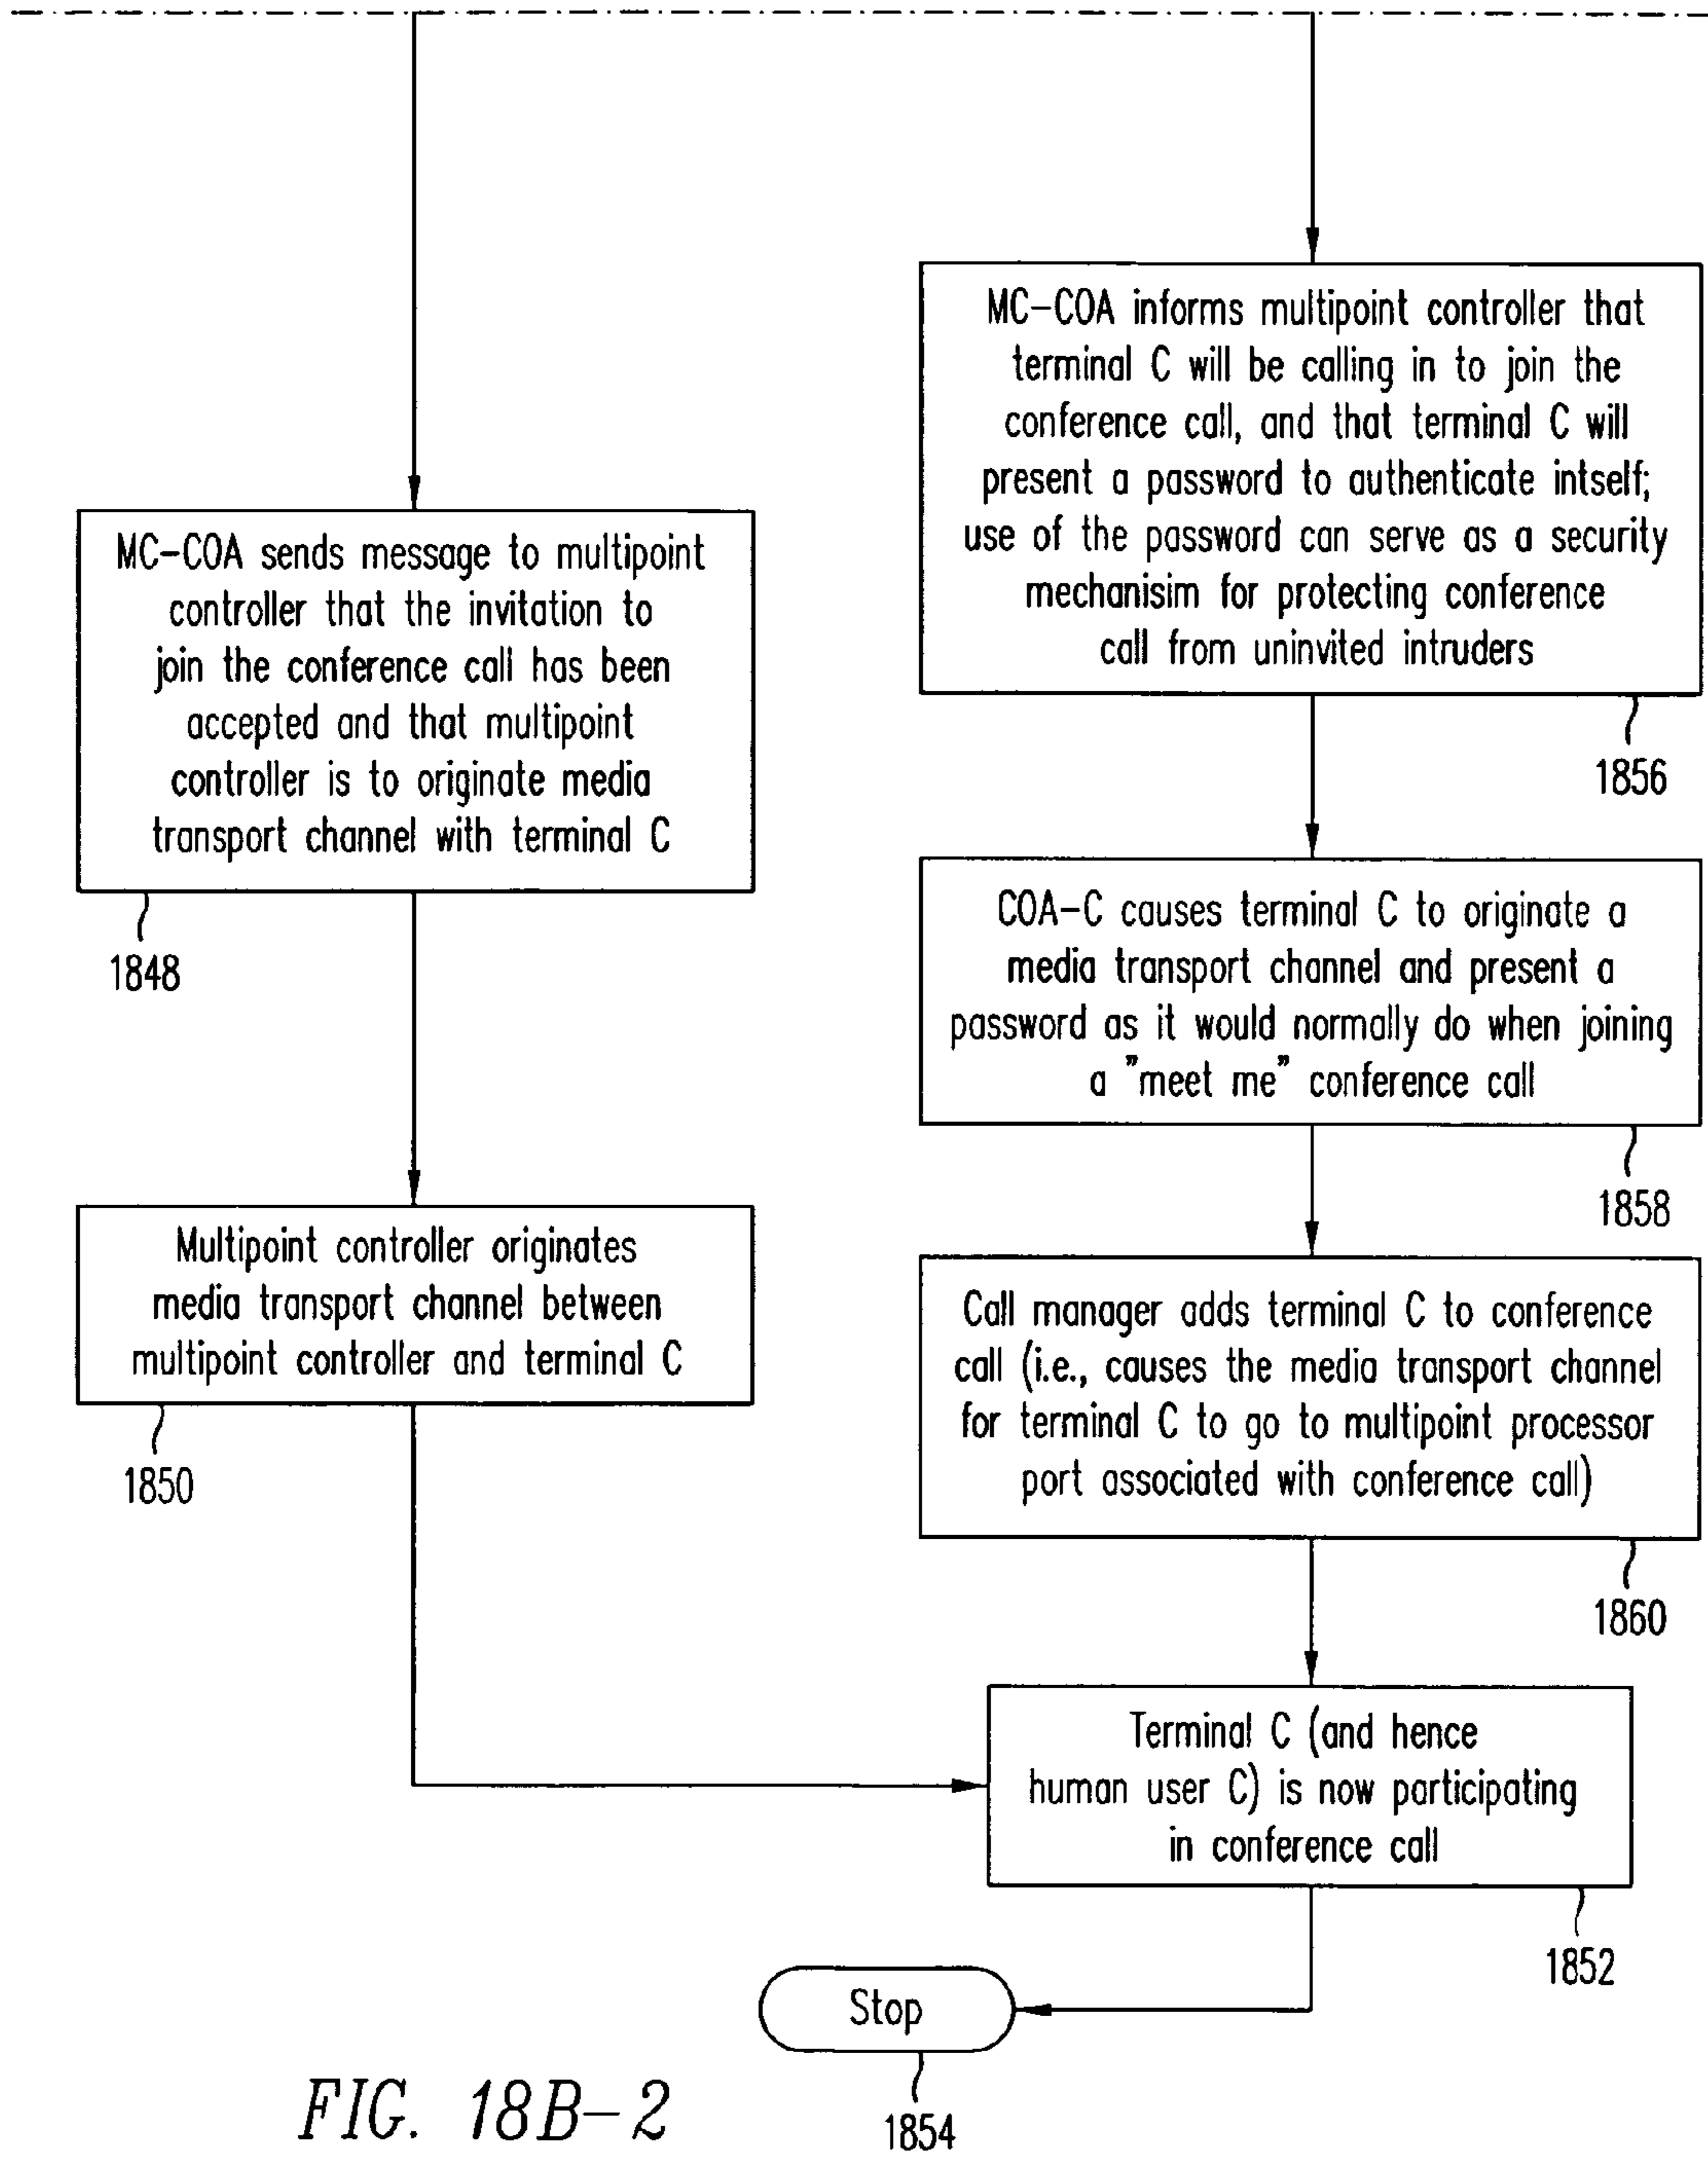 MC-COA sends message to multipoint
controller that the invitation to
join the conference call has been
accepted and that multipoint
controller is to originate media
transport channel with terminal C
1848
Multipoint controller originates
media transport channel between
multipoint controller and terminal C
1850
MC-COA informs multipoint controller that
terminal C will be calling in to join the
conference call, and that terminal C will
present a password to authenticate intself;
use of the password can serve as a security
mechanisim for protecting conference
call from uninvited intruders
1856
COA-C causes terminal C to originate a
media transport channel and present a
password as it would normally do when joining
a "meet me" conference call
1858
Call manager adds terminal C to conference
call (i.e., causes the media transport channel
for terminal C to go to multipoint processor
port associated with conference call)
1860
Terminal C (and hence
human user C) is now participating
in conference call
1852
Stop
1854
FIG. 18B-2